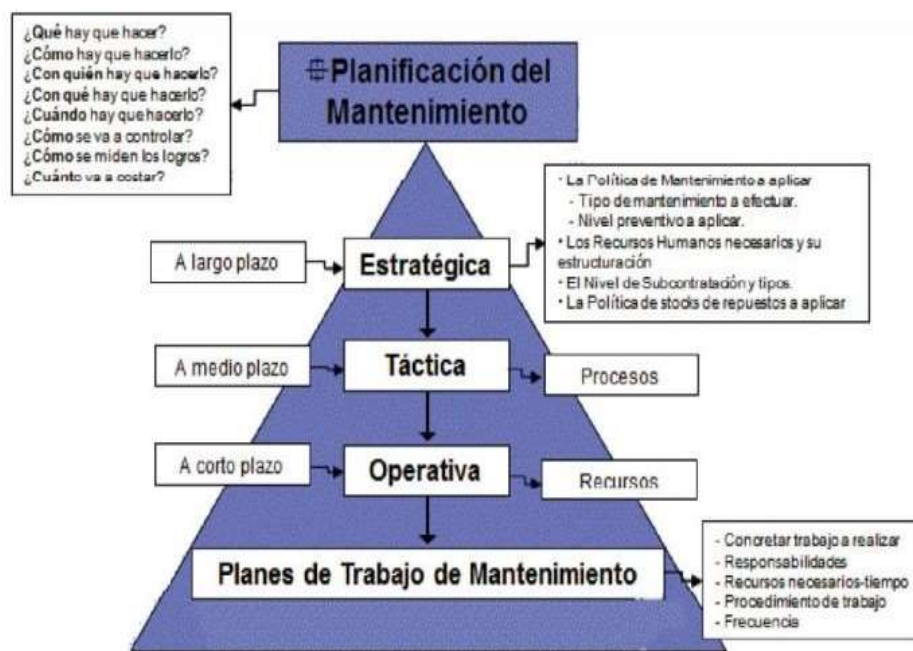 ¿Qué hay que hacer?
¿Cómo hay que hacerlo?
¿Con quién hay que hacerlo?
¿Con qué hay que hacerlo?
¿Cuándo hay que hacerlo?
¿Cómo se va a controlar?
¿Cómo se miden los logros?
¿Cuánto va a costar?
Planificación del
Mantenimiento
· La Política de Mantenimiento a aplicar
- Tipo de mantenimiento a efectuar.
- Nivel preventivo a aplicar.
· Los Recursos Humanos necesarios y su
estructuración
· El Nivel de Subcontratación y tipos.
· La Política de stocks de repuestos a aplicar
A largo plazo
Estratégica
A medio plazo
Táctica
Procesos
A corto plazo
Operativa
Recursos
Planes de Trabajo de Mantenimiento
- Concretar trabajo a realizar
- Responsabilidades
- Recursos necesarios-tiempo
- Procedimiento de trabajo
- Frecuencia